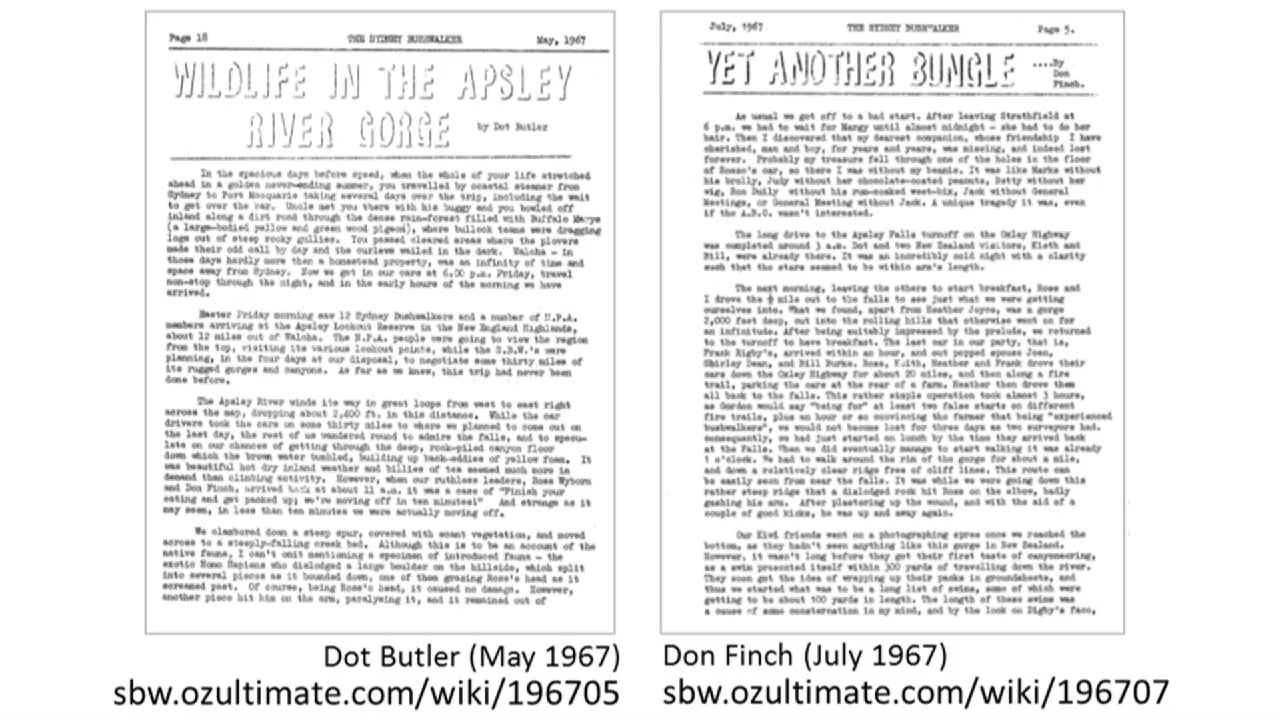 Page 18 THE SYDNEY BUSHWALKER May, 1967
WILDLIFE IN THE APSLEY
RIVER GORGE by Dot Butler
In the spacious days before speed, when the whole of your life stretched
ahead in a golden never-ending summer, you travelled by coastal steamer from
Sydney to Port Macquarie taking several days over the trip, including the wait
to get over the bar. Uncle met you there with his buggy and you bowled off
inland along a dirt road through the dense rain-forest filled with Buffalo Marys
(a large-bodied yellow and green wood pigeon), where bullock teams were dragging
logs out of steep rocky gullies. You passed cleared areas where the plovers
made their odd call by day and the curlews wailed in the dark. Walcha - in
those days hardly more than a homestead property, was an infinity of time and
space away from Sydney. Now we get in our cars at 6.00 p.m. Friday, travel
non-stop through the night, and in the early hours of the morning we have
arrived.
Easter Friday morning saw 12 Sydney Bushwalkers and a number of N.P.A.
members arriving at the Apsley Lookout Reserve in the New England Highlands,
about 12 miles out of Walcha. The N.P.A. people were going to view the region
from the top, visiting its various lookout points, while the S.B.W.'s were
planning, in the four days at our disposal, to negotiate some thirty miles of
its rugged gorges and canyons. As far as we knew, this trip had never been
done before.
The Apsley River winds its way in great loops from west to east right
across the map, dropping about 2,400 ft. in this distance. While the car
drivers took the cars on some thirty miles to where we planned to come out on
the last day, the rest of us wandered round to admire the falls, and to specu-
late on our chances of getting through the deep, rock-piled canyon floor
down which the brown water tumbled, building up back-eddies of yellow foam. It
was beautiful hot dry inland weather and billies of tea seemed much more in
demand than climbing activity. However, when our ruthless leaders, Ross Wyborn
and Don Finch, arrived back at about 11 a.m. it was a case of "Finish your
eating and get packed up; we're moving off in ten minutes!" And strange as it
may seem, in less than ten minutes we were actually moving off.
We clambered down a steep spur, covered with scant vegetation, and moved
across to a steeply-falling creek bed. Although this is to be an account of the
native fauna, I can't omit mentioning a specimen of introduced fauna - the
exotic Homo Sapiens who dislodged a large boulder on the hillside, which split
into several pieces as it bounded down, one of them grazing Ross's head as it
screamed past. Of course, being Ross's head, it caused no damage. However,
another piece hit him on the arm, paralysing it, and it remained out of
Dot Butler (May 1967)
sbw.ozultimate.com/wiki/196705
July, 1967 THE SYDNEY BUSHWALKER Page 5.
YET ANOTHER BUNGLE ....By
Don
Finch.
As usual we got off to a bad start. After leaving Strathfield at
6 p.m. we had to wait for Margy until almost midnight - she had to do her
hair. Then I discovered that my dearest companion, whose friendship I have
cherished, man and boy, for years and years, was missing, and indeed lost
forever. Probably my treasure fell through one of the holes in the floor
of Rosso's car, so there I was without my beanie. It was like Marks without
his brolly, Judy without her chocolate-coated peanuts, Betty without her
wig, Ron Duily without his rum-soaked weet-bix, Jack without General
Meetings, or General Meeting without Jack. A unique tragedy it was, even
if the A.B.C. wasn't interested.
The long drive to the Apsley Falls turnoff on the Oxley Highway
was completed around 3 a.m. Dot and two New Zealand visitors, Kieth and
Bill, were already there. It was an incredibly cold night with a clarity
such that the stars seemed to be within arm's length.
The next morning, leaving the others to start breakfast, Ross and
I drove the ½ mile out to the falls to see just what we were getting
ourselves into. What we found, apart from Heather Joyce, was a gorge
2,000 feet deep, cut into the rolling hills that otherwise went on for
an infinitude. After being suitably impressed by the prelude, we returned
to the turnoff to have breakfast. The last car in our party, that is,
Frank Rigby's, arrived within an hour, and out popped spouse Joan,
Shirley Dean, and Bill Burke. Ross, Keith, Heather and Frank drove their
cars down the Oxley Highway for about 20 miles, and then along a fire
trail, parking the cars at the rear of a farm. Heather then drove them
all back to the falls. This rather simple operation took almost 3 hours,
as Gordon would say "being for" at least two false starts on different
fire trails, plus an hour or so convincing the farmer that being "experienced
bushwalkers", we would not become lost for three days as two surveyors had.
consequently, we had just started on lunch by the time they arrived back
at the Falls. Then we did eventually manage to start walking it was already
1 o'clock. We had to walk around the rim of the gorge for about a mile,
and down a relatively clear ridge free of cliff lines. This route can
be easily seen from near the falls. It was while we were going down this
rather steep ridge that a dislodged rock hit Ross on the elbow, badly
gashing his arm. After plastering up the wound, and with the aid of a
couple of good kicks, he was up and away again.
Our Kiwi friends went on a photographing spree once we reached the
bottom, as they hadn't seen anything like this gorge in New Zealand.
However, it wasn't long before they got their first taste of canyoneering,
as a swim presented itself within 300 yards of travelling down the river.
They soon got the idea of wrapping up their packs in groundsheets, and
thus we started what was to be a long list of swims, some of which were
getting to be about 100 yards in length. The length of these swims was
a cause of some consternation in my mind, and by the look on Digby's face,
Don Finch (July 1967)
sbw.ozultimate.com/wiki/196707